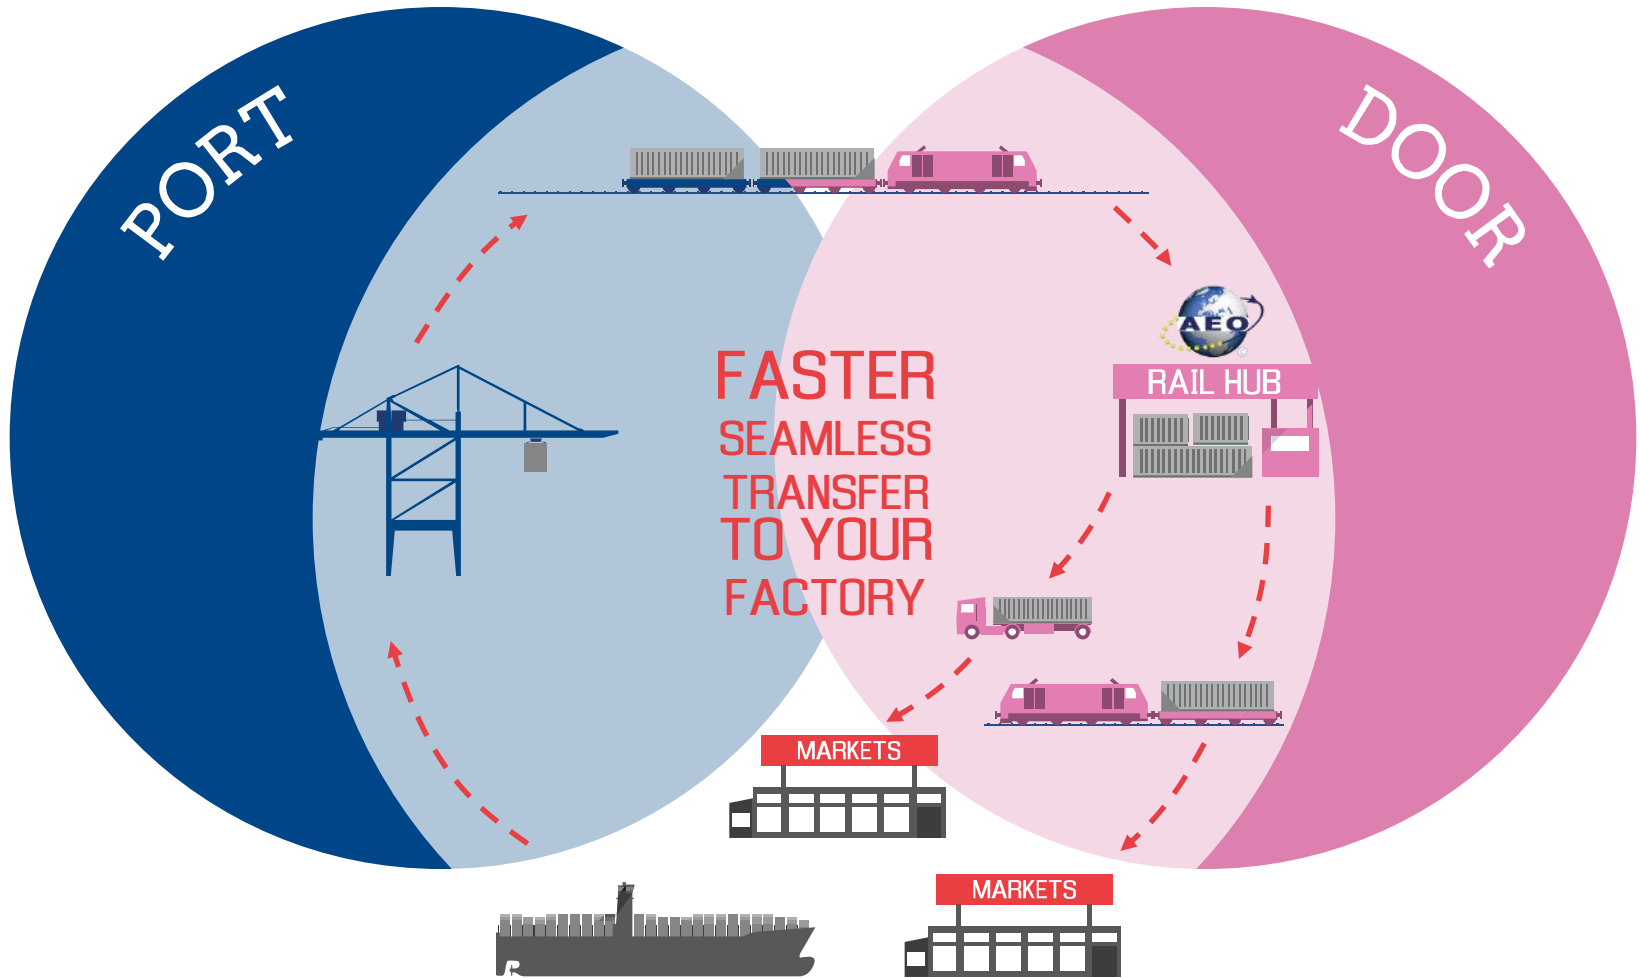 PORT
DOOR
AEO
RAIL HUB
FASTER
SEAMLESS
TRANSFER
TO YOUR
FACTORY
MARKETS
MARKETS